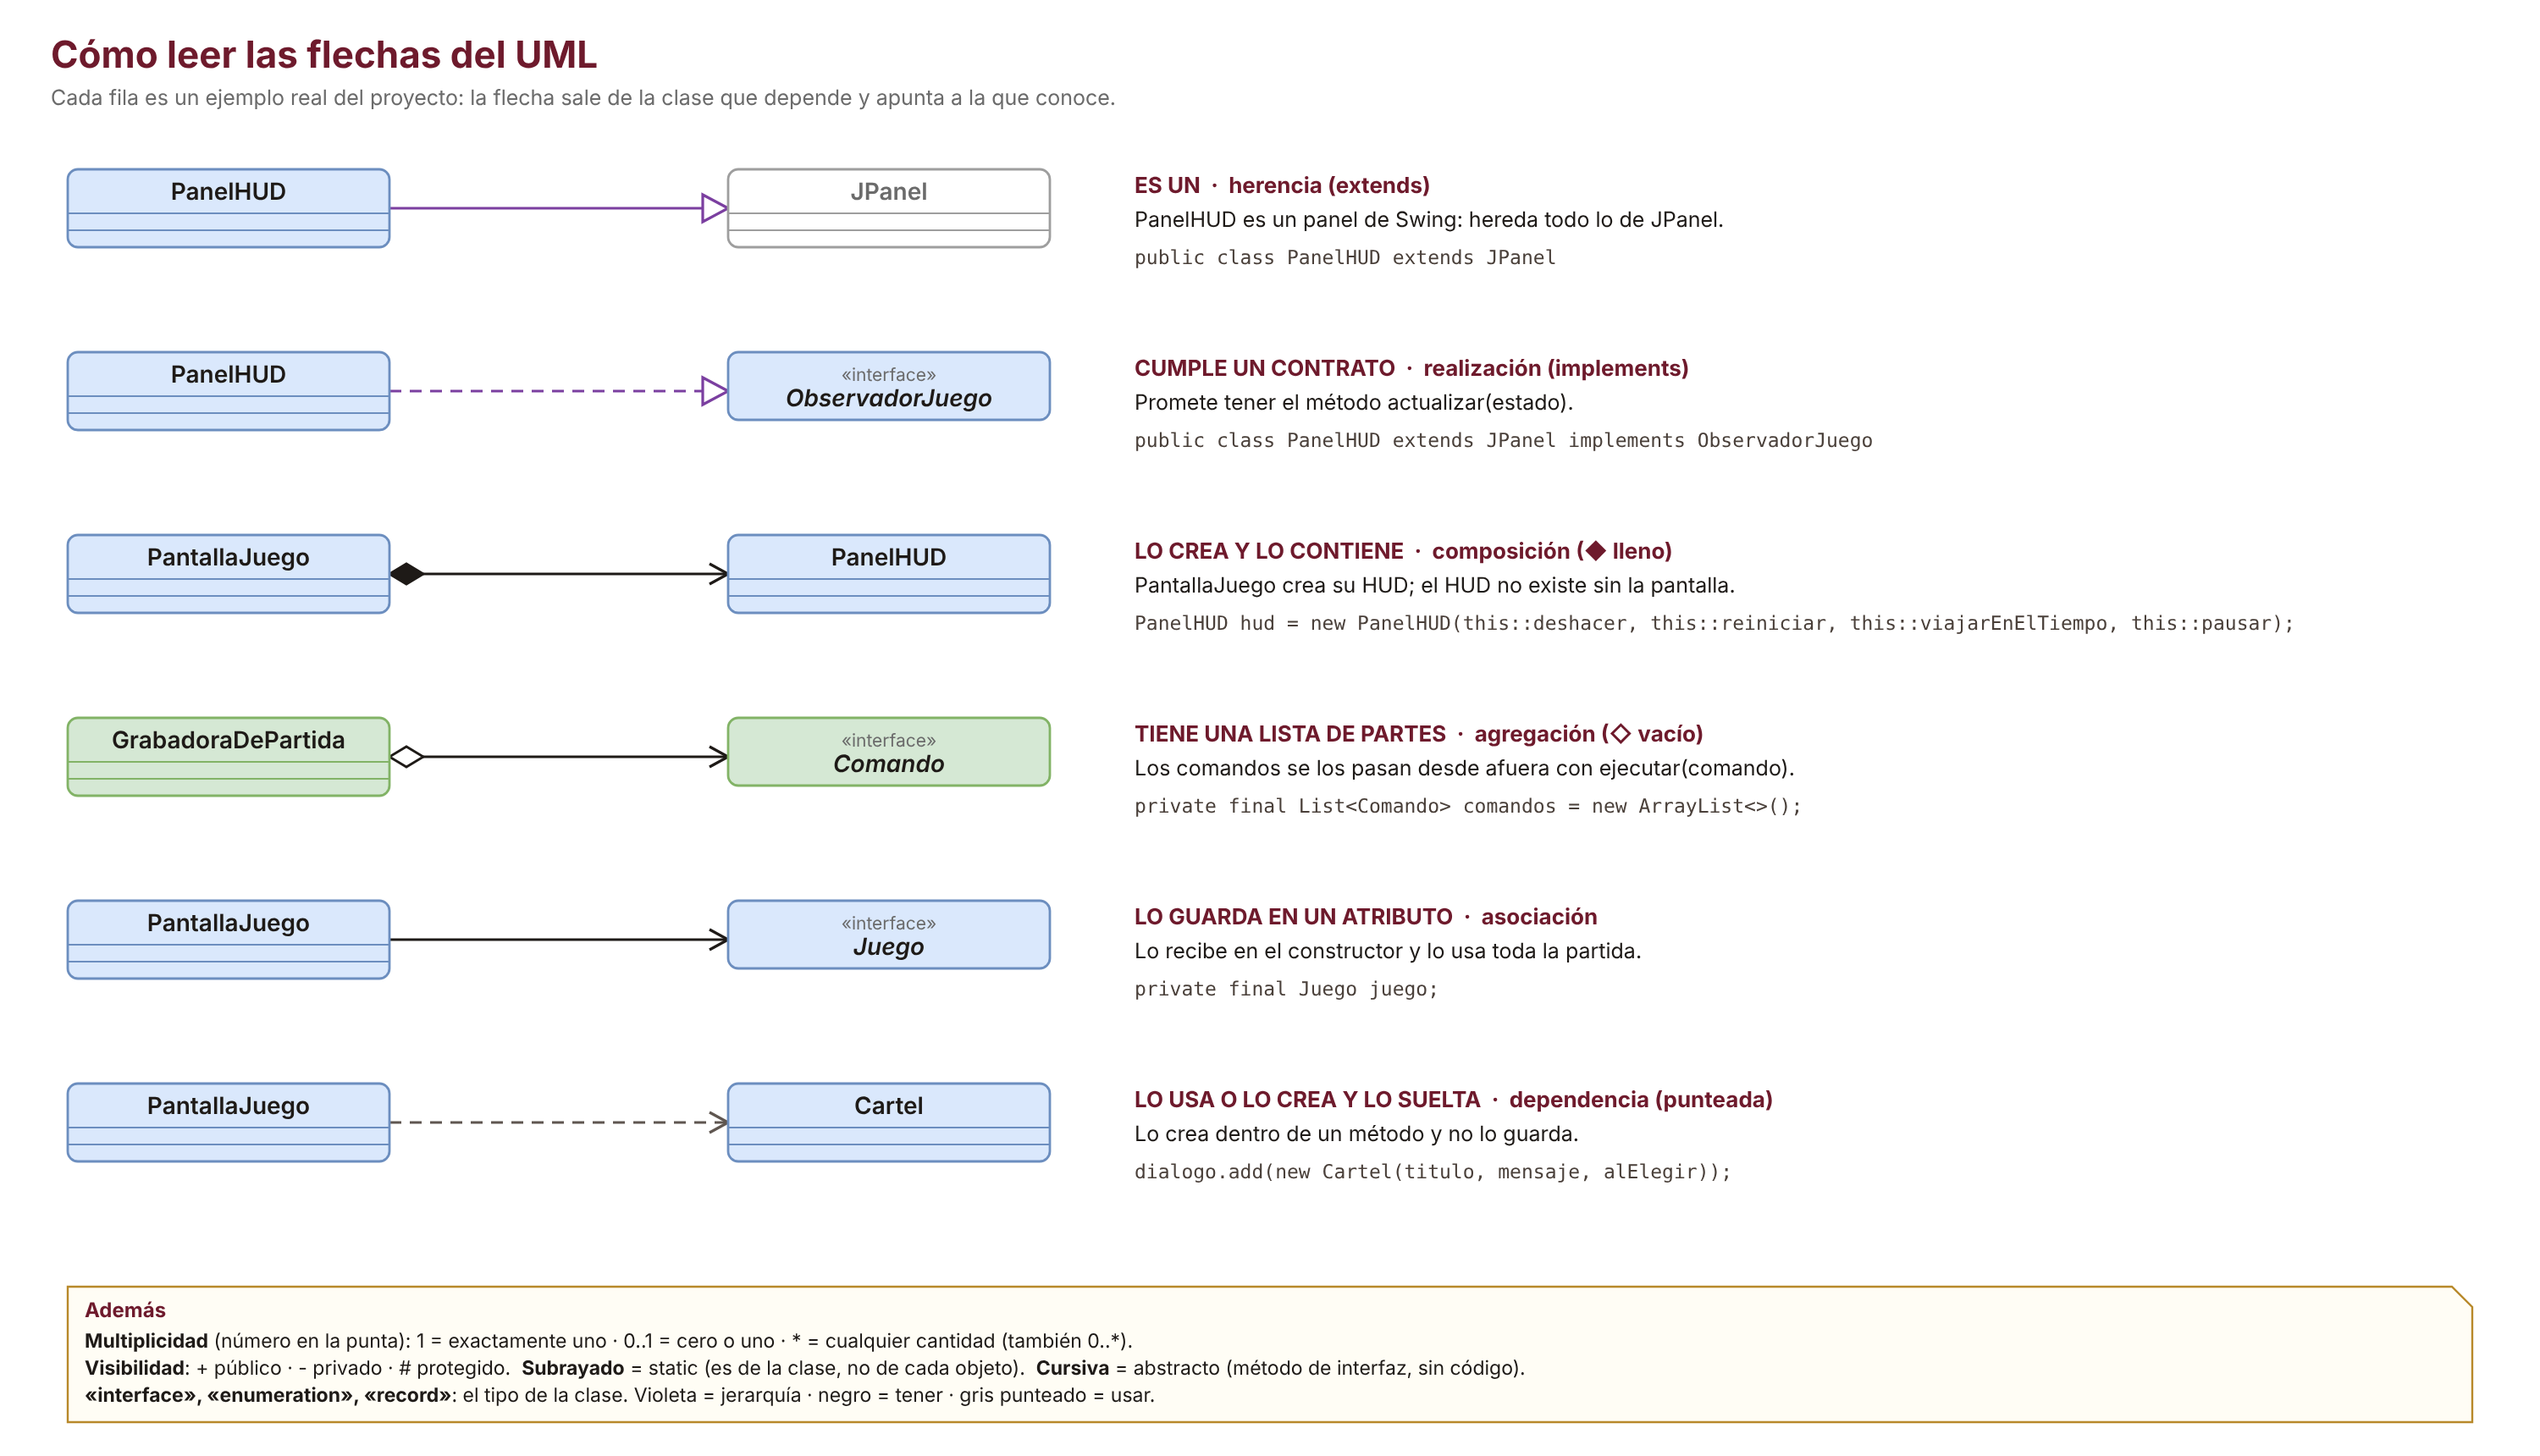 Cómo leer las flechas del UML
Cada fila es un ejemplo real del proyecto: la flecha sale de la clase que depende y apunta a la que conoce.
PanelHUD
JPanel
ES UN · herencia (extends)
PanelHUD es un panel de Swing: hereda todo lo de JPanel.
public class PanelHUD extends JPanel
PanelHUD
«interface»
ObservadorJuego
CUMPLE UN CONTRATO · realización (implements)
Promete tener el método actualizar(estado).
public class PanelHUD extends JPanel implements ObservadorJuego
PantallaJuego
PanelHUD
LO CREA Y LO CONTIENE · composición (◆ lleno)
PantallaJuego crea su HUD; el HUD no existe sin la pantalla.
PanelHUD hud = new PanelHUD(this::deshacer, this::reiniciar, this::viajarEnElTiempo, this::pausar);
GrabadoraDePartida
«interface»
Comando
TIENE UNA LISTA DE PARTES · agregación (◇ vacío)
Los comandos se los pasan desde afuera con ejecutar(comando).
private final List<Comando> comandos = new ArrayList<>();
PantallaJuego
«interface»
Juego
LO GUARDA EN UN ATRIBUTO · asociación
Lo recibe en el constructor y lo usa toda la partida.
private final Juego juego;
PantallaJuego
Cartel
LO USA O LO CREA Y LO SUELTA · dependencia (punteada)
Lo crea dentro de un método y no lo guarda.
dialogo.add(new Cartel(titulo, mensaje, alElegir));
Además
Multiplicidad (número en la punta): 1 = exactamente uno · 0..1 = cero o uno · * = cualquier cantidad (también 0..*).
Visibilidad: + público · - privado · # protegido. Subrayado = static (es de la clase, no de cada objeto). Cursiva = abstracto (método de interfaz, sin código).
«interface», «enumeration», «record»: el tipo de la clase. Violeta = jerarquía · negro = tener · gris punteado = usar.